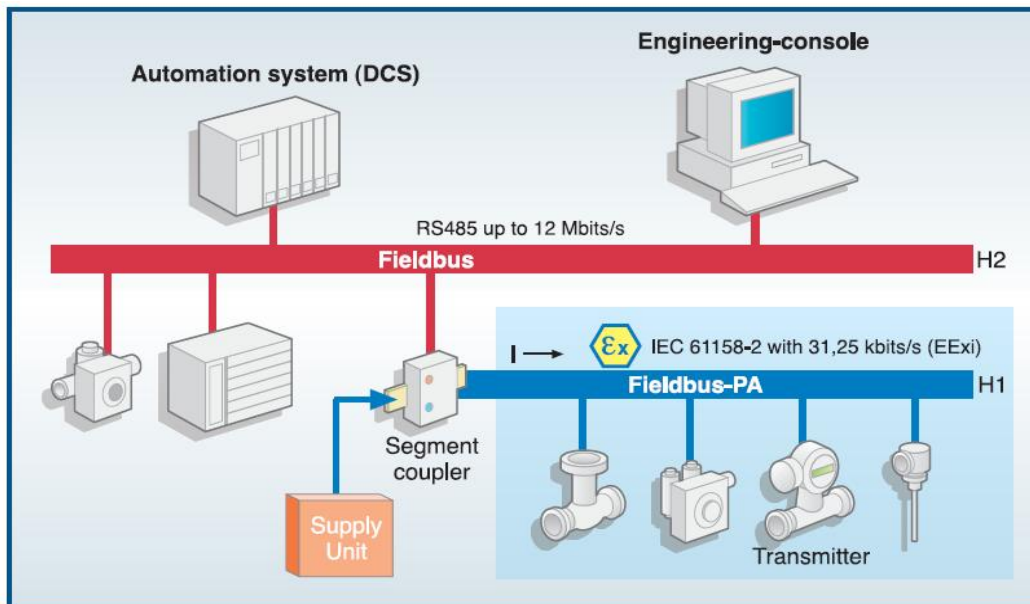 Engineering-console
Automation system (DCS)
RS485 up to 12 Mbits/s
Fieldbus
H2
I
Ex
IEC 61158-2 with 31,25 kbits/s (EExi)
Fieldbus-PA
H1
Segment
coupler
Supply
Unit
Transmitter